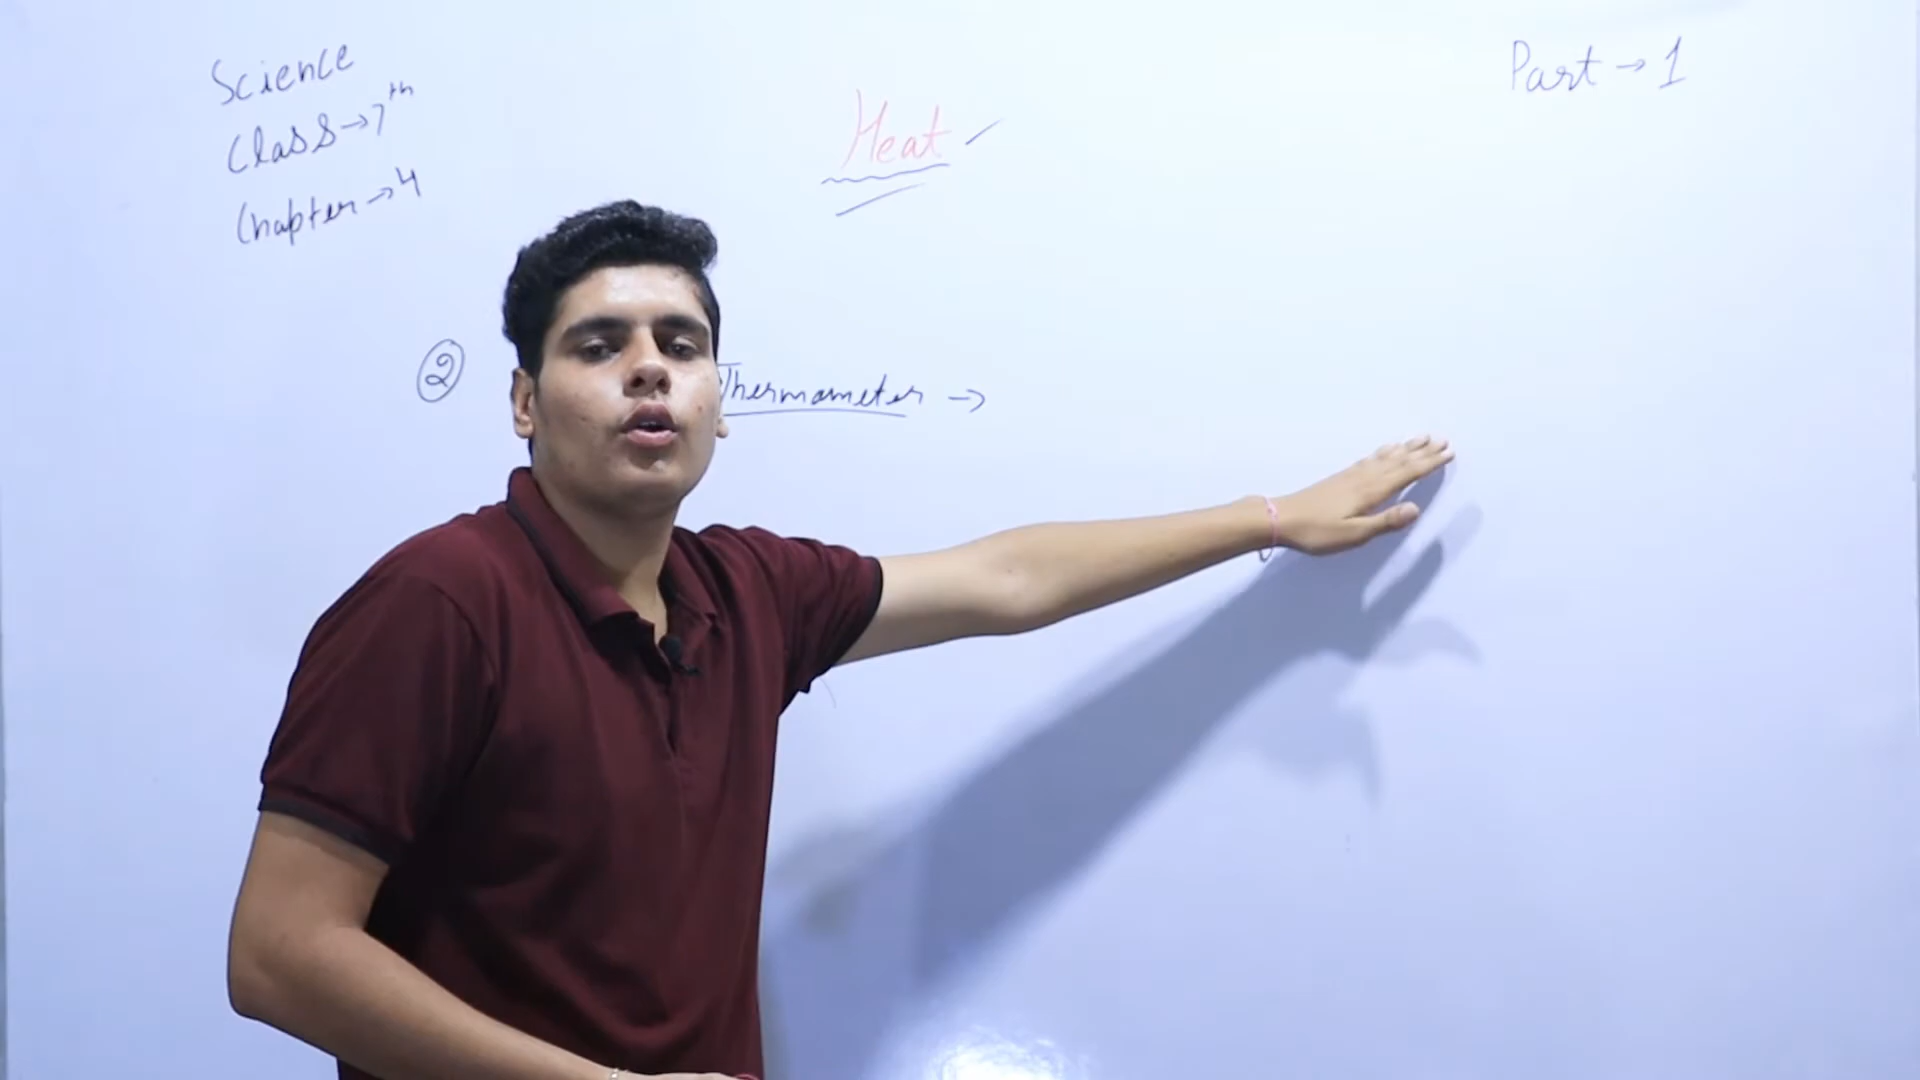 Science
Class → 7th
Chapter → 4
Heat
Part → 1
② Thermometer →